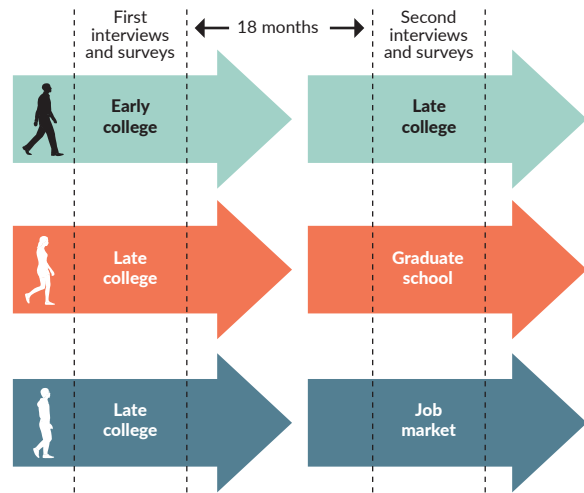 First
interviews
and surveys
18 months
Second
interviews
and surveys
Early
college
Late
college
Late
college
Graduate
school
Late
college
Job
market